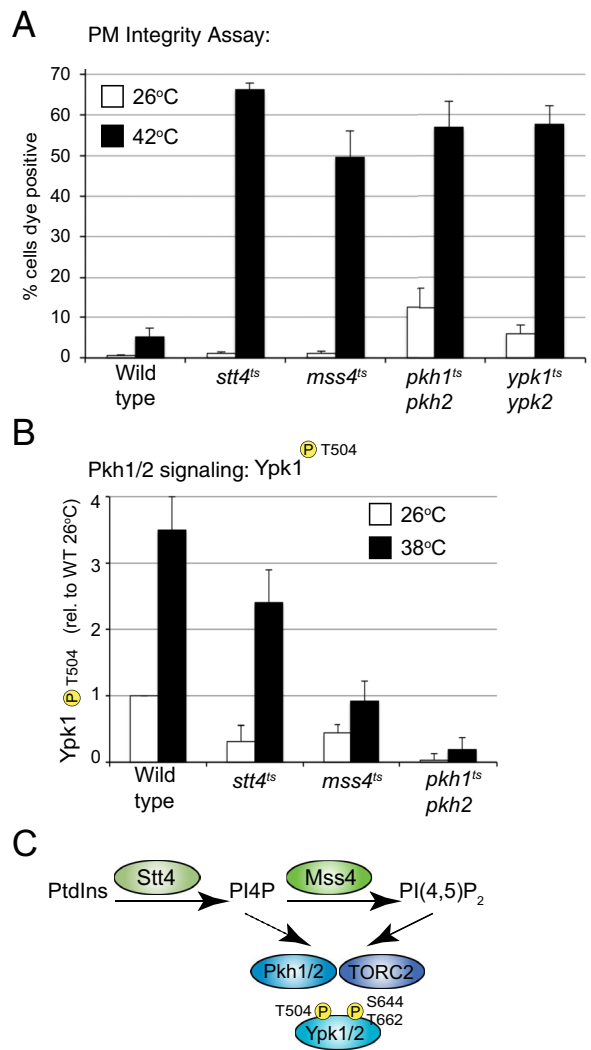 A
PM Integrity Assay:
% cells dye positive
70
60
50
40
30
20
10
0
26°C
42°C
Wild type
stt4ts
mss4ts
pkh1ts pkh2
ypk1ts ypk2
B
Pkh1/2 signaling: Ypk1 P T504
Ypk1 P T504 (rel. to WT 26°C)
4
3
2
1
0
26°C
38°C
Wild type
stt4ts
mss4ts
pkh1ts pkh2
C
PtdIns
Stt4
PI4P
Mss4
PI(4,5)P2
Pkh1/2
TORC2
T504 P
P S644
T662
Ypk1/2